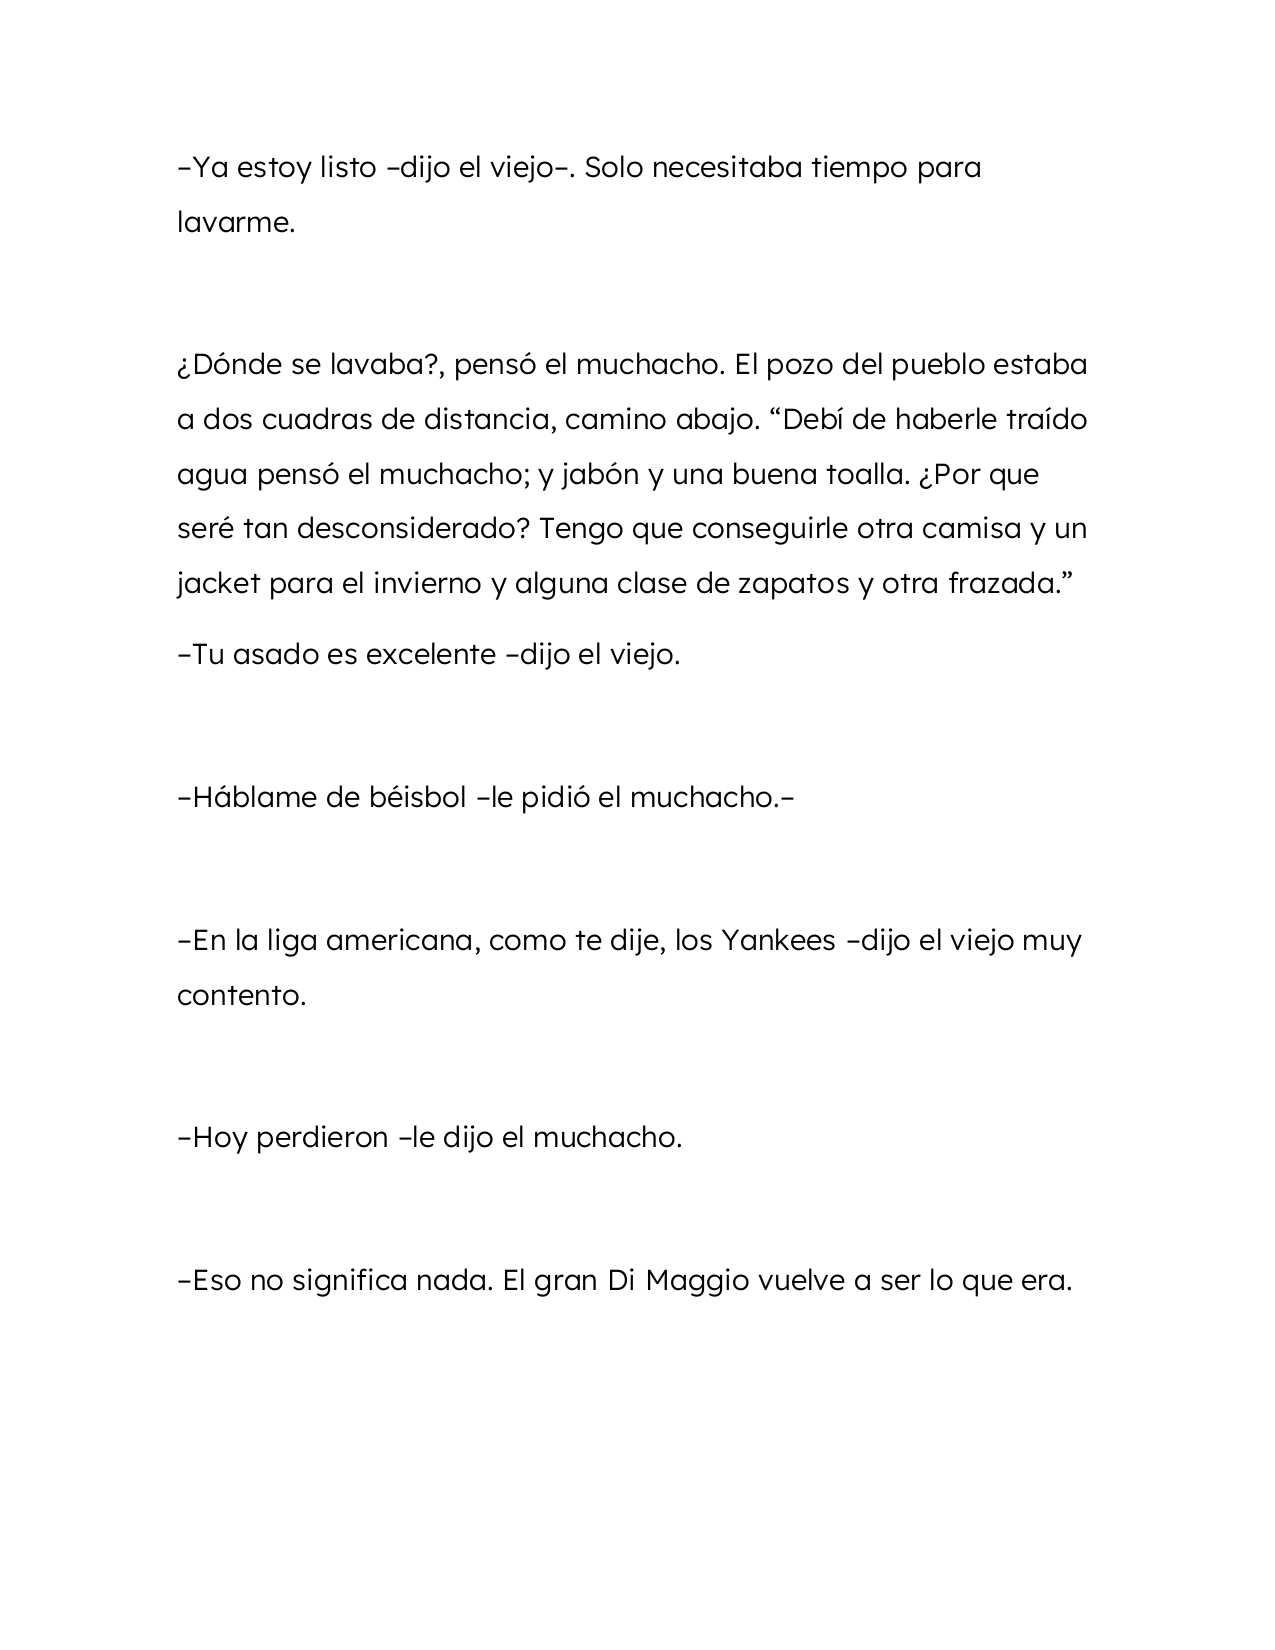 –Ya estoy listo –dijo el viejo–. Solo necesitaba tiempo para
lavarme.
¿Dónde se lavaba?, pensó el muchacho. El pozo del pueblo estaba
a dos cuadras de distancia, camino abajo. “Debí de haberle traído
agua pensó el muchacho; y jabón y una buena toalla. ¿Por que
seré tan desconsiderado? Tengo que conseguirle otra camisa y un
jacket para el invierno y alguna clase de zapatos y otra frazada.”
–Tu asado es excelente –dijo el viejo.
–Háblame de béisbol –le pidió el muchacho.–
–En la liga americana, como te dije, los Yankees –dijo el viejo muy
contento.
–Hoy perdieron –le dijo el muchacho.
–Eso no significa nada. El gran Di Maggio vuelve a ser lo que era.